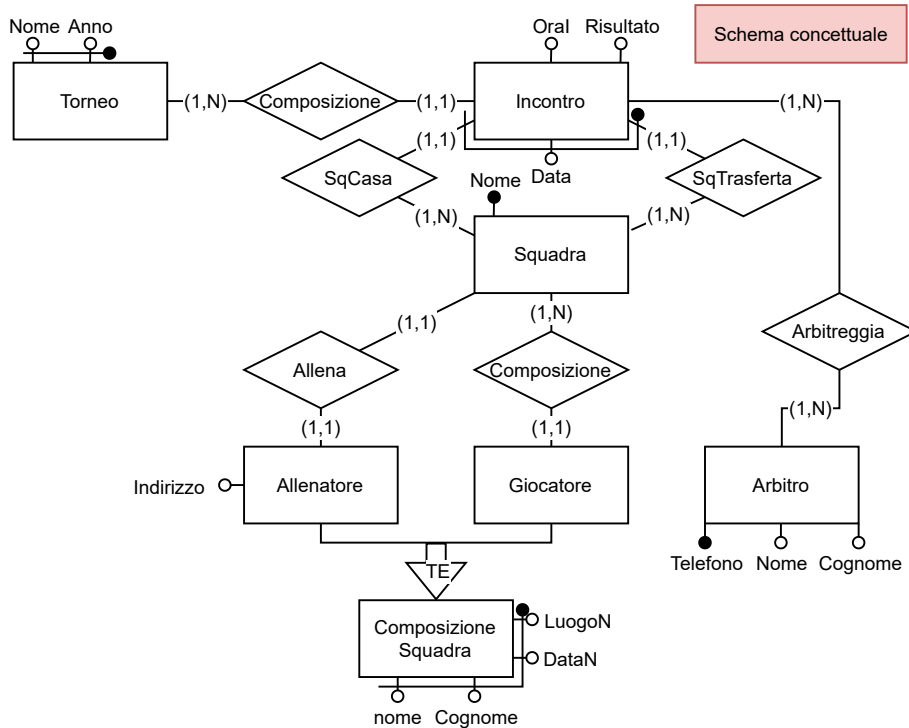 Nome Anno
OraI Risultato
Schema concettuale
Torneo
(1,N)
Composizione
(1,1)
Incontro
(1,N)
(1,1)
(1,1)
SqCasa
Nome
Data
SqTrasferta
(1,N)
(1,N)
Squadra
(1,1)
(1,N)
Arbitreggia
Allena
Composizione
(1,N)
(1,1)
(1,1)
Indirizzo
Allenatore
Giocatore
Arbitro
Telefono Nome Cognome
TE
Composizione
Squadra
LuogoN
DataN
nome Cognome